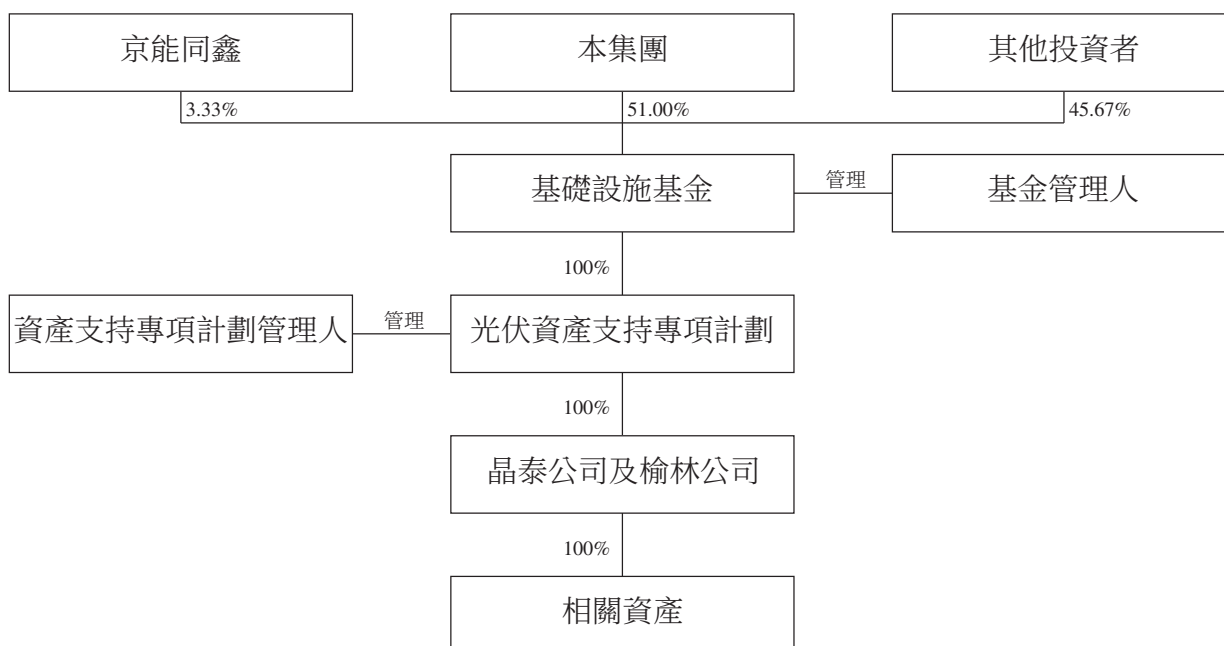 京能同鑫
本集團
其他投資者
3.33%
51.00%
45.67%
基礎設施基金
管理
基金管理人
100%
資產支持專項計劃管理人
管理
光伏資產支持專項計劃
100%
晶泰公司及榆林公司
100%
相關資產